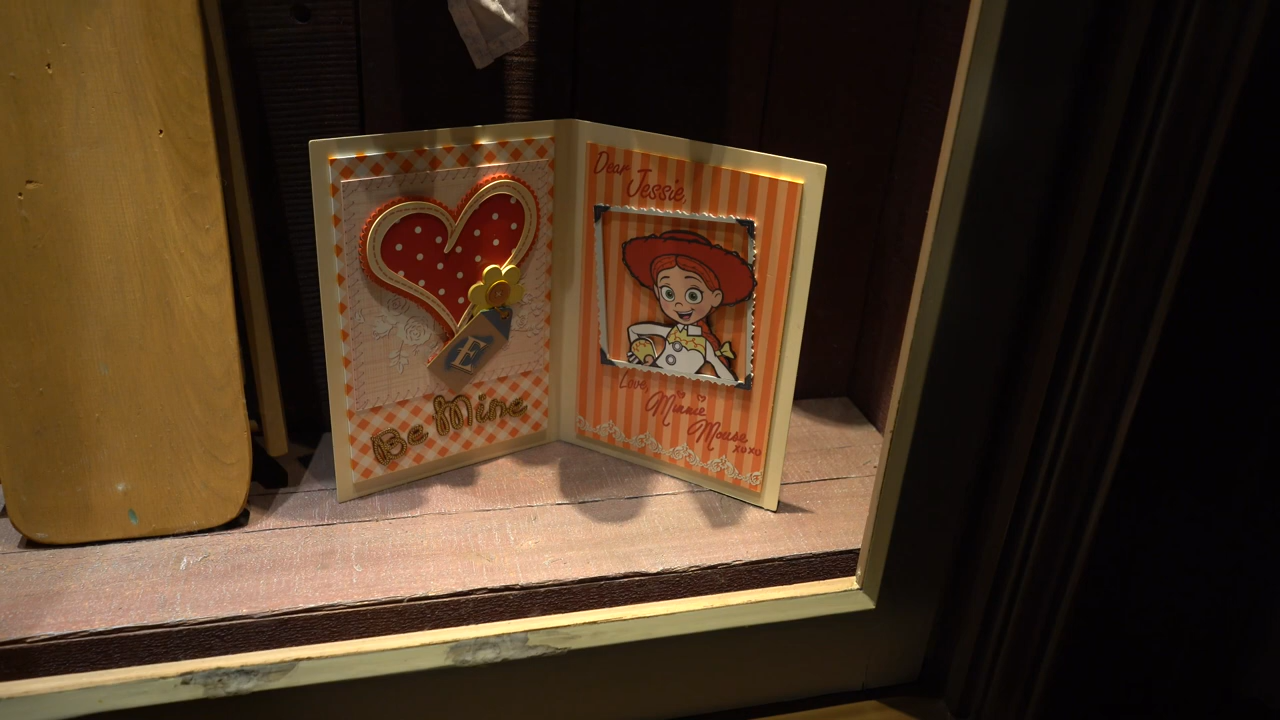 E
Be Mine
Dear
Jessie,
Love,
Minnie
Mouse
xoxo